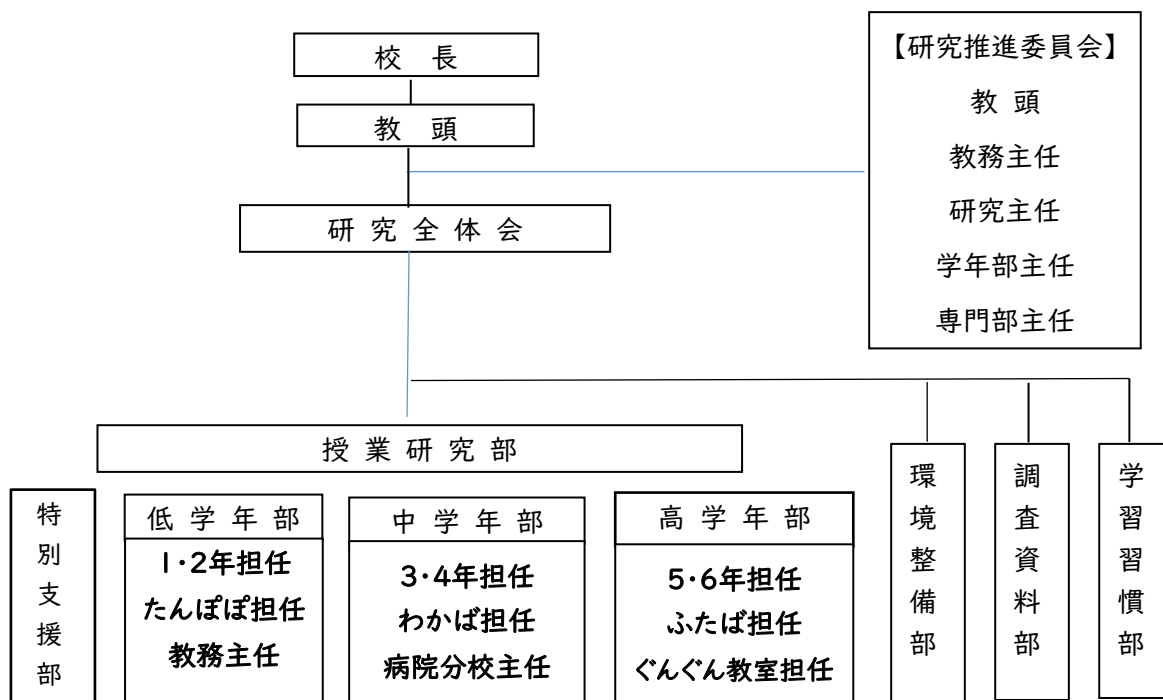 校 長
教 頭
研 究 全 体 会
【研究推進委員会】
教 頭
教務主任
研究主任
学年部主任
専門部主任
授 業 研 究 部
特別支援部
低 学 年 部
1・2年担任
たんぽぽ担任
教務主任
中 学 年 部
3・4年担任
わかば担任
病院分校主任
高 学 年 部
5・6年担任
ふたば担任
ぐんぐん教室担任
環境整備部
調査資料部
学習習慣部